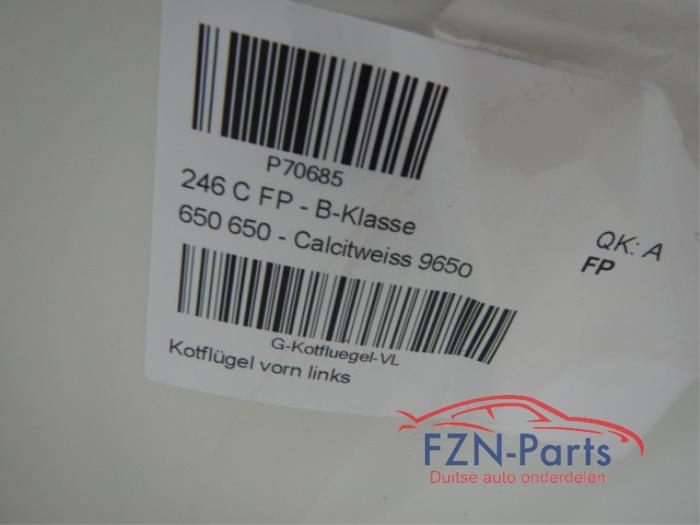 P70685
246 C FP - B-Klasse
650 650 - Calcitweiss 9650
QK: A
FP
G-Kotfluegel-VL
Kotflügel vorn links
FZN-Parts
Duitse auto onderdelen